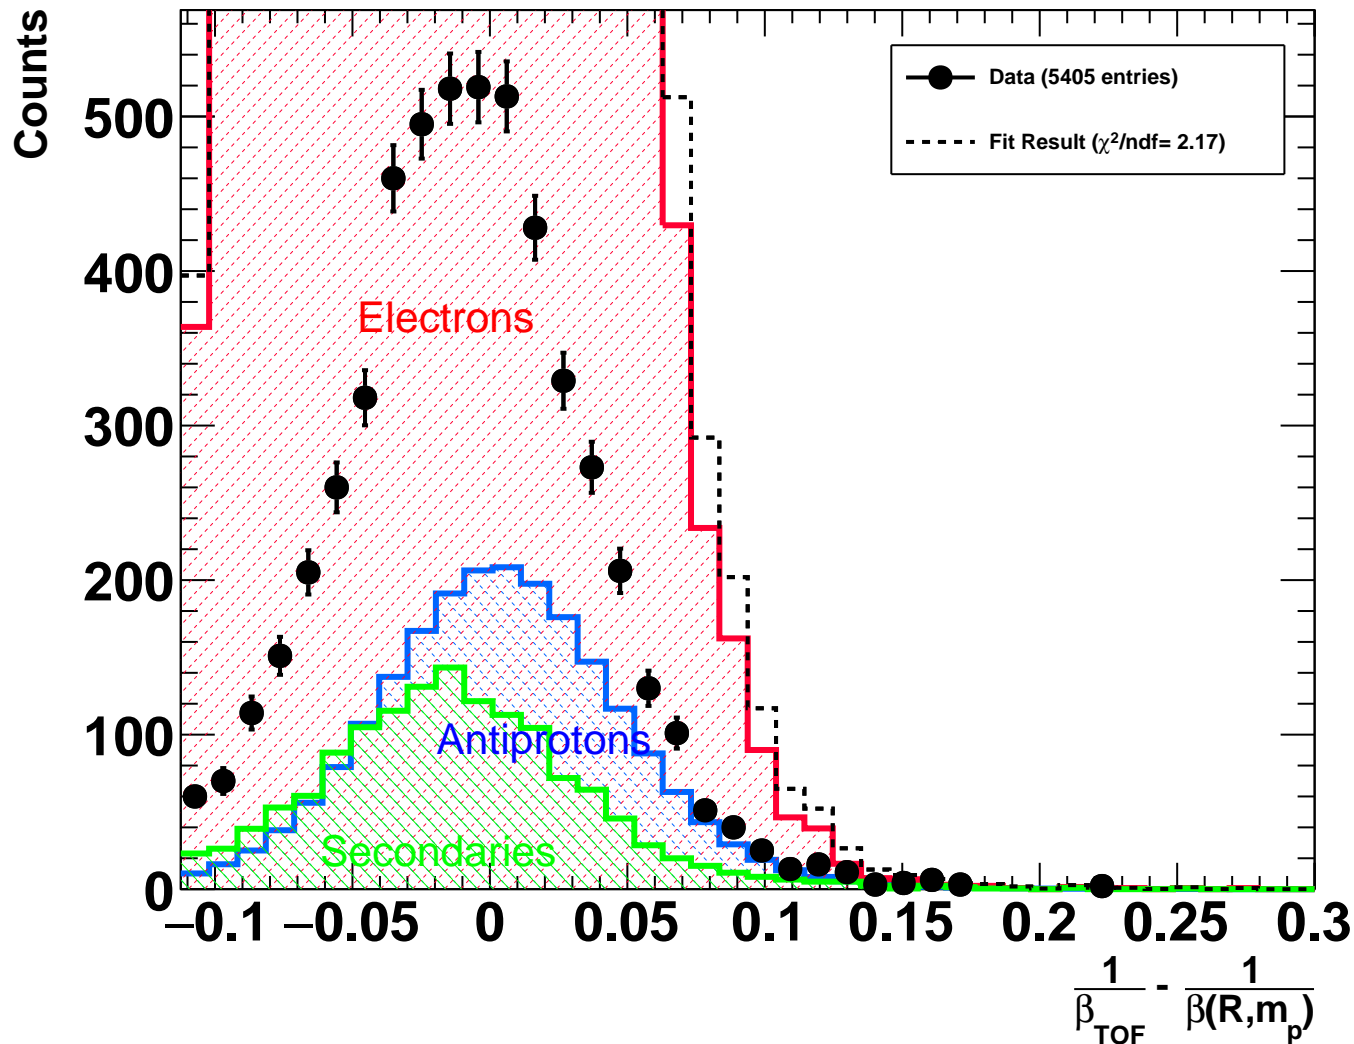 Counts
500
400
300
200
100
0
Data (5405 entries)
Fit Result (χ²/ndf= 2.17)
Electrons
Antiprotons
Secondaries
−0.1 −0.05 0 0.05 0.1 0.15 0.2 0.25 0.3
1/β_TOF - 1/β(R,m_p)